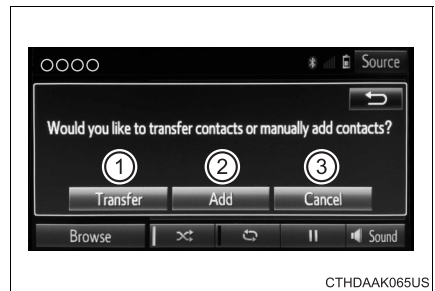 OOOO Source
Would you like to transfer contacts or manually add contacts?
1 2 3
Transfer Add Cancel
Browse Sound
CTHDAAK065US